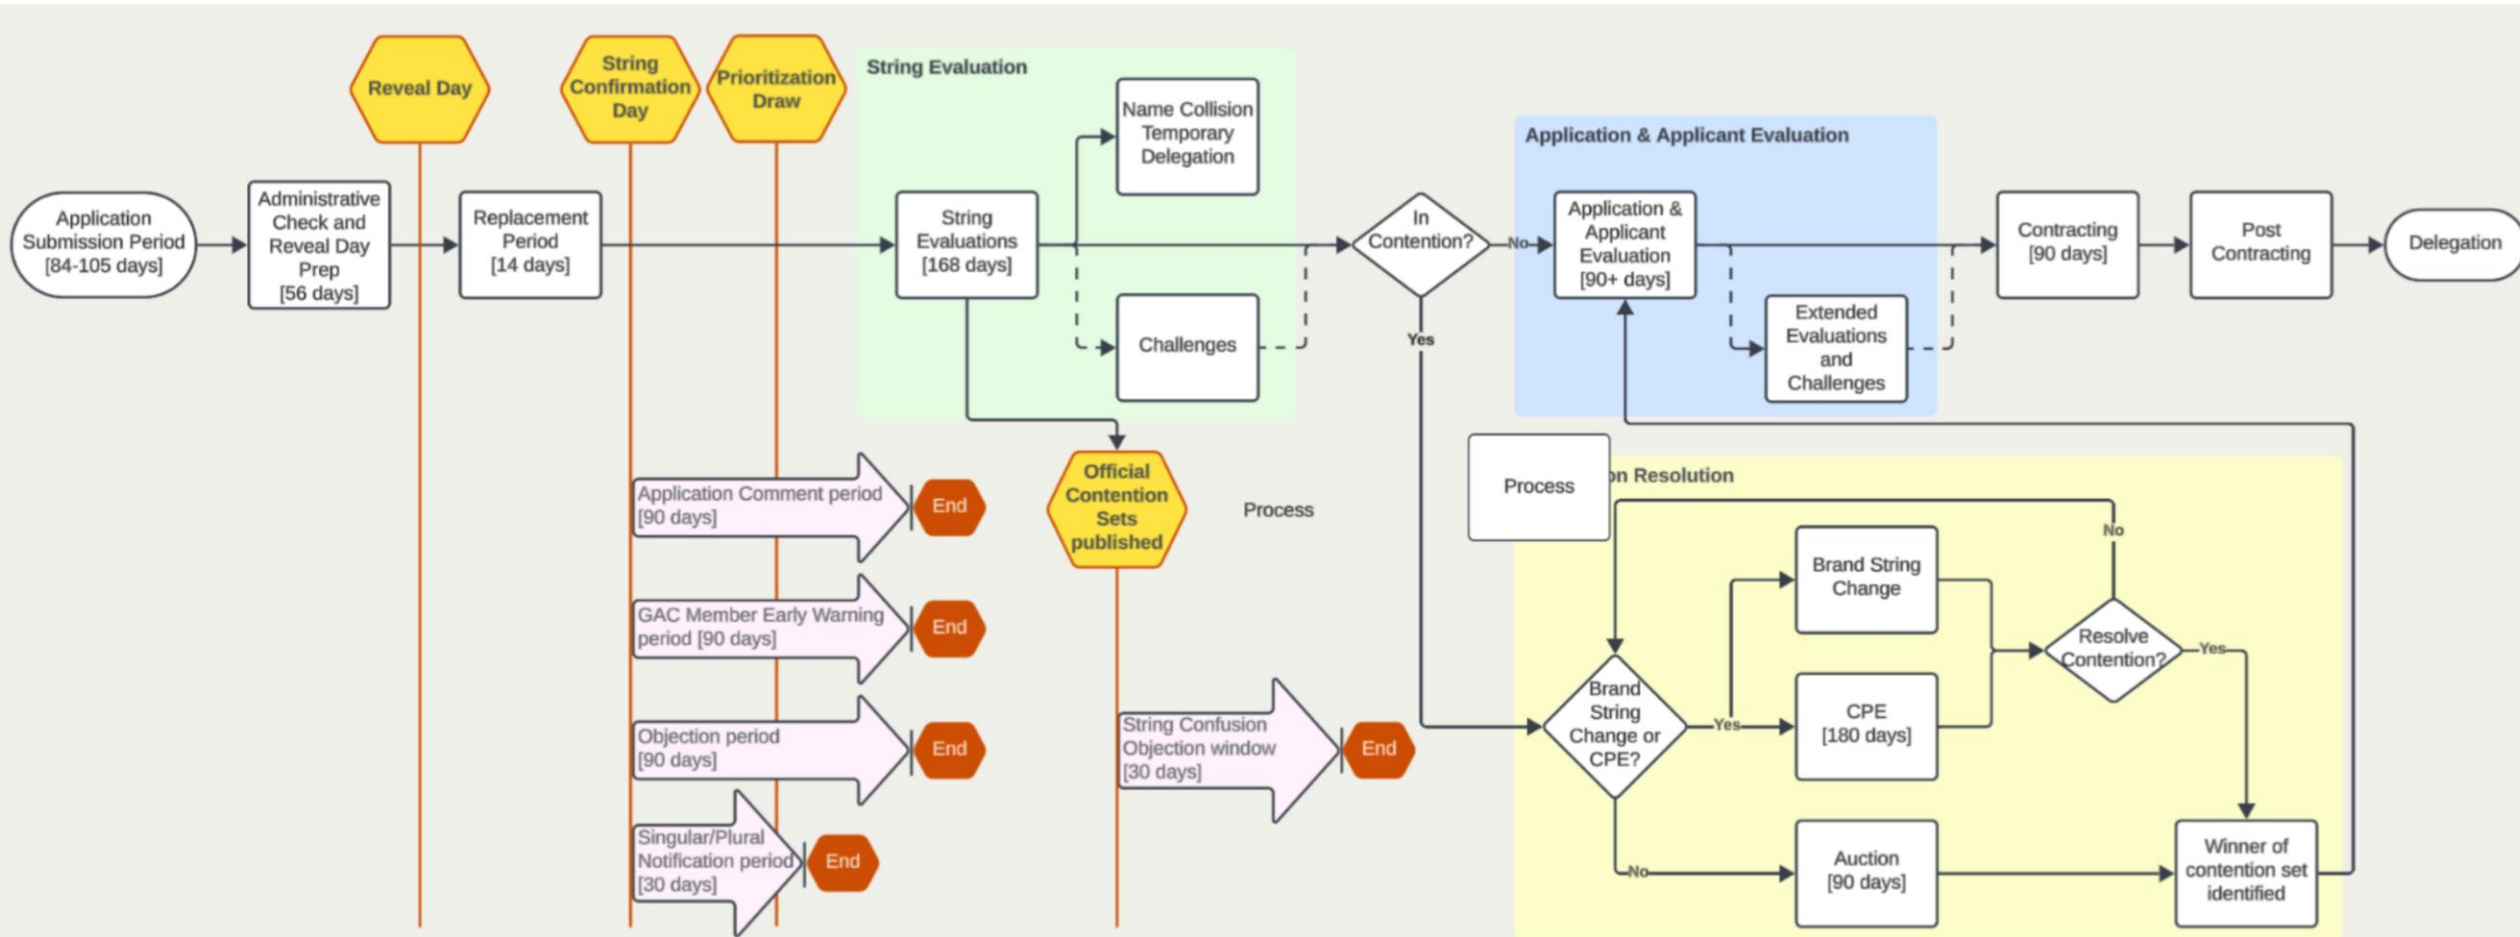 Reveal Day
String
Confirmation
Day
Prioritization
Draw
String Evaluation
Name Collision
Temporary
Delegation
Application & Applicant Evaluation
Application
Submission Period
[84-105 days]
Administrative
Check and
Reveal Day
Prep
[56 days]
Replacement
Period
[14 days]
String
Evaluations
[168 days]
Challenges
In
Contention?
No
Yes
Application &
Applicant
Evaluation
[90+ days]
Extended
Evaluations
and
Challenges
Contracting
[90 days]
Post
Contracting
Delegation
Application Comment period
[90 days]
End
GAC Member Early Warning
period [90 days]
End
Objection period
[90 days]
End
Singular/Plural
Notification period
[30 days]
End
Official
Contention
Sets
published
Process
String Confusion
Objection window
[30 days]
End
Process
on Resolution
No
Brand String
Change
Resolve
Contention?
Yes
Brand
String
Change or
CPE?
Yes
CPE
[180 days]
No
Auction
[90 days]
Winner of
contention set
identified